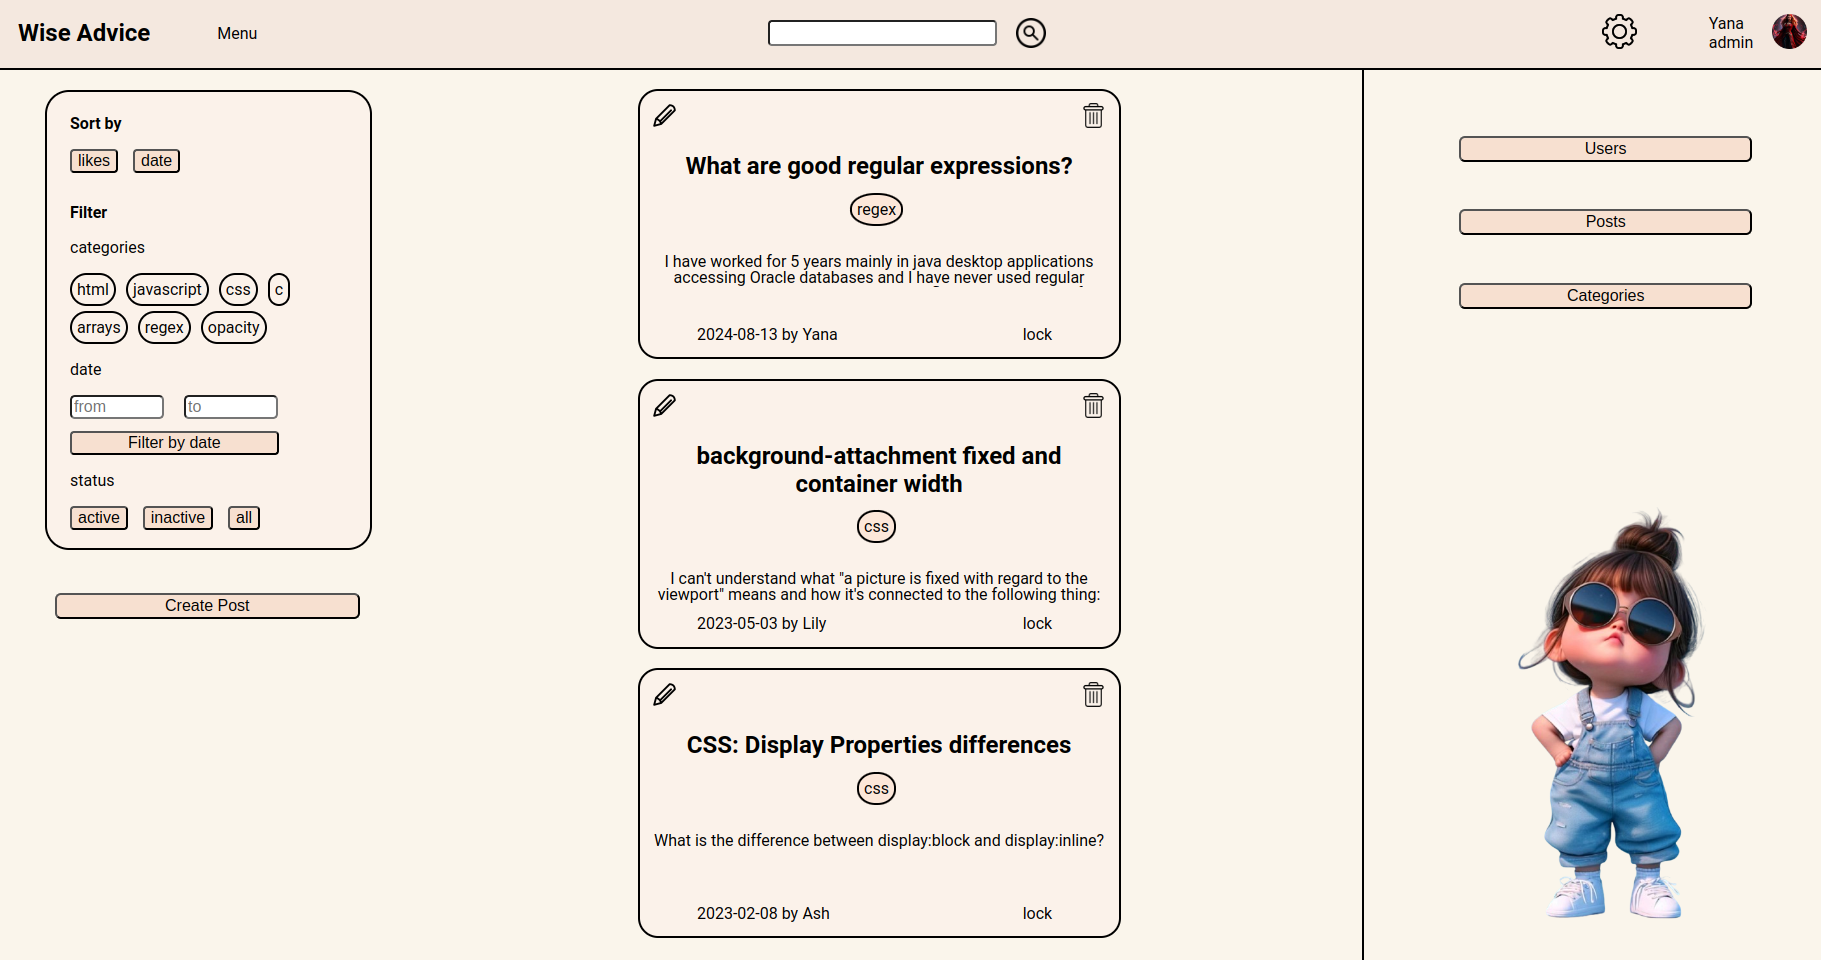 Wise Advice
Menu
Yana
admin
Sort by
likes
date
Filter
categories
html
javascript
css
c
arrays
regex
opacity
date
from
to
Filter by date
status
active
inactive
all
Create Post
What are good regular expressions?
regex
I have worked for 5 years mainly in java desktop applications
accessing Oracle databases and I have never used regular
2024-08-13 by Yana
lock
background-attachment fixed and
container width
css
I can't understand what "a picture is fixed with regard to the
viewport" means and how it's connected to the following thing:
2023-05-03 by Lily
lock
CSS: Display Properties differences
css
What is the difference between display:block and display:inline?
2023-02-08 by Ash
lock
Users
Posts
Categories